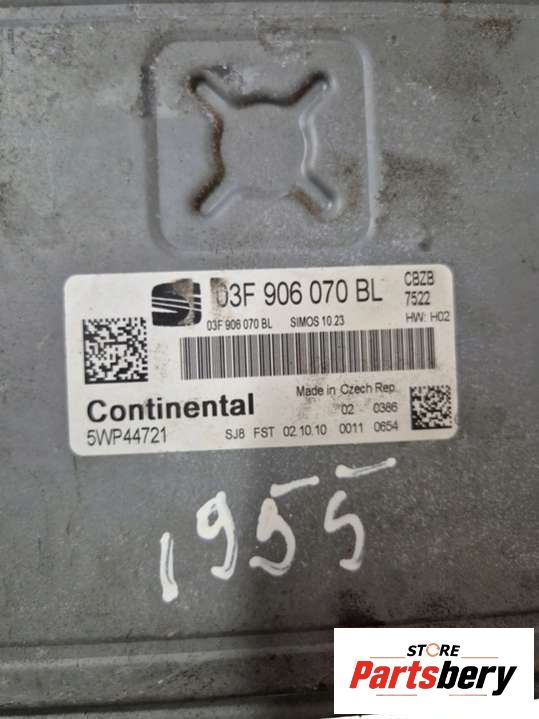 03F 906 070 BL
CBZB
7522
03F 906 070 BL SIMOS 10.23
HW: H02
Made in Czech Rep.
Continental
02 0386
5WP44721
SJ8 FST 02.10.10 0011 0654
1955
STORE
Partsbery